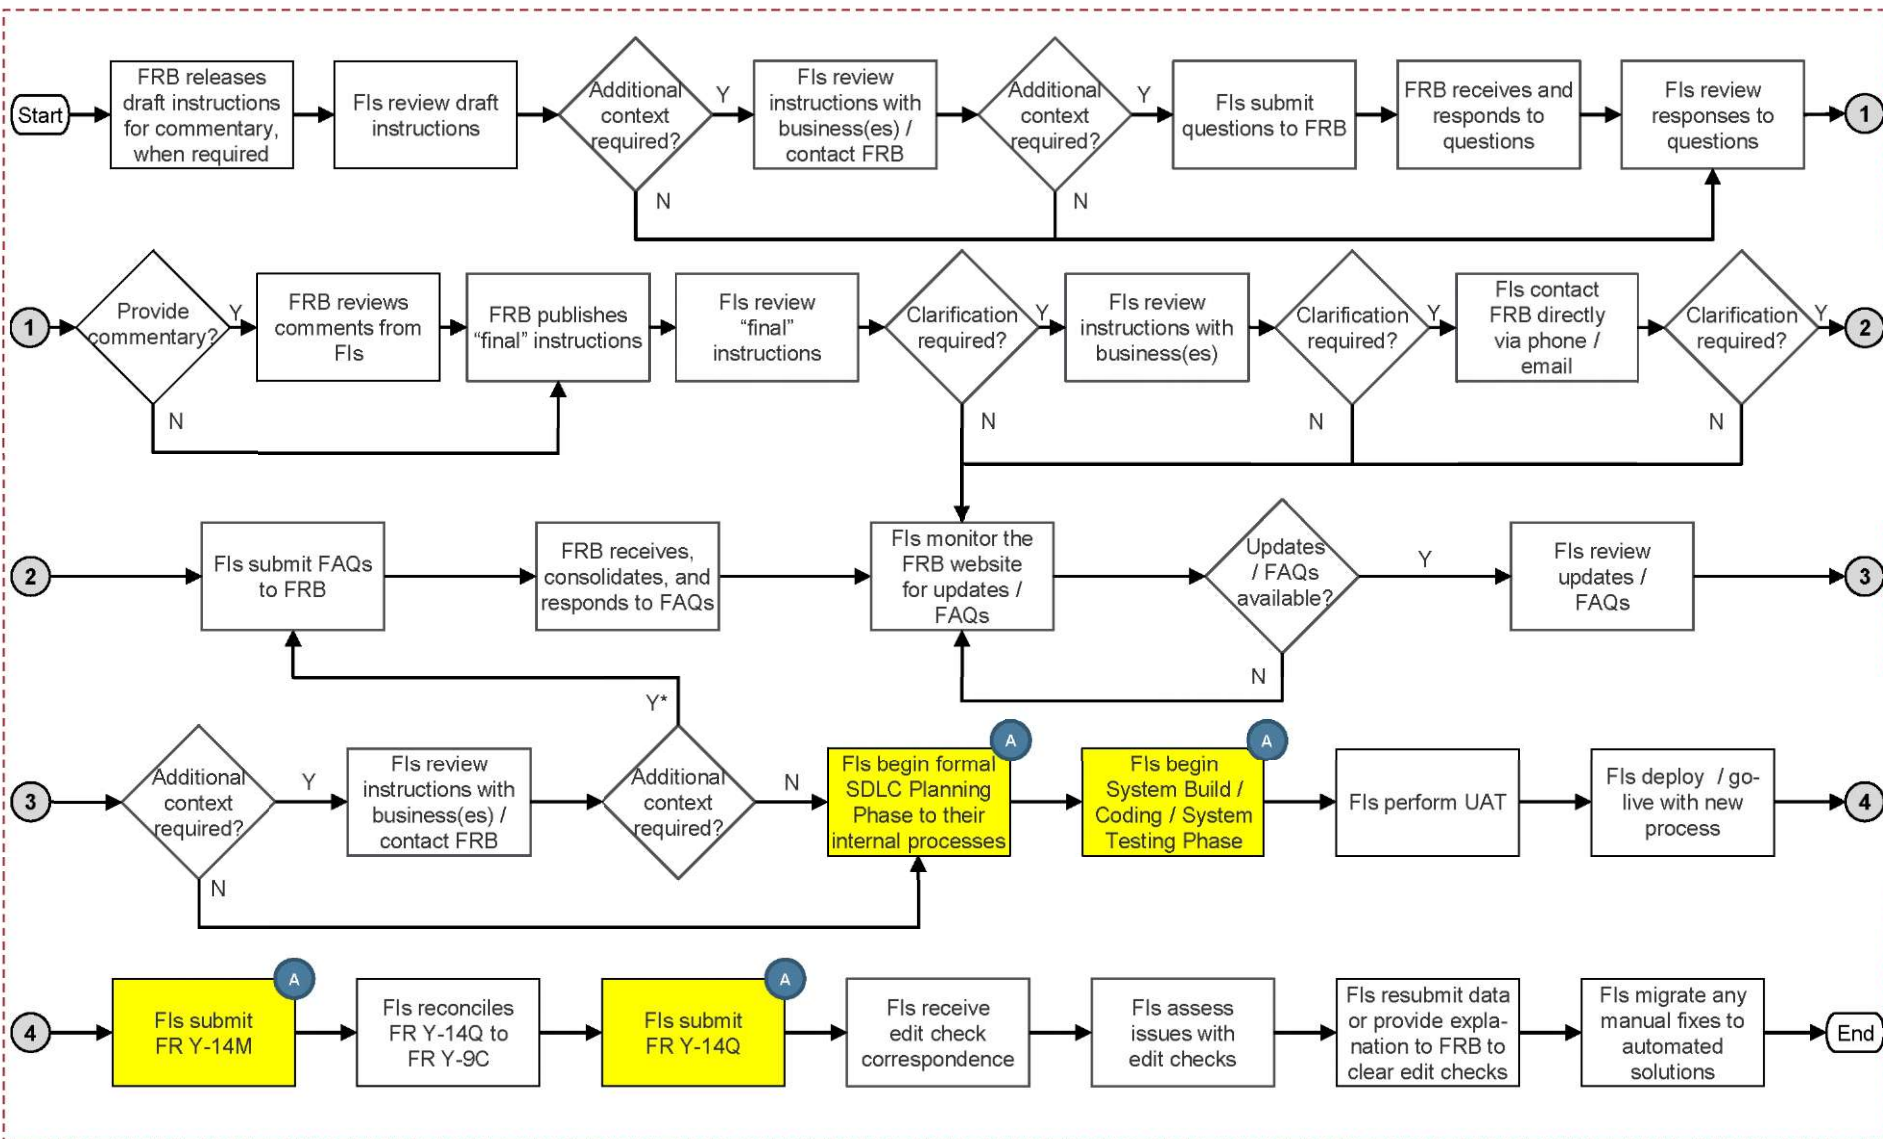 Start
FRB releases
draft instructions
for commentary,
when required
FIs review draft
instructions
Additional
context
required?
Y
N
FIs review
instructions with
business(es) /
contact FRB
Additional
context
required?
Y
N
FIs submit
questions to FRB
FRB receives and
responds to
questions
FIs review
responses to
questions
1
1
Provide
commentary?
Y
N
FRB reviews
comments from
FIs
FRB publishes
“final” instructions
FIs review
“final”
instructions
Clarification
required?
Y
N
FIs review
instructions with
business(es)
Clarification
required?
Y
N
FIs contact
FRB directly
via phone /
email
Clarification
required?
Y
N
2
2
FIs submit FAQs
to FRB
FRB receives,
consolidates, and
responds to FAQs
FIs monitor the
FRB website
for updates /
FAQs
Updates
/ FAQs
available?
Y
N
FIs review
updates /
FAQs
3
3
Additional
context
required?
Y
N
FIs review
instructions with
business(es) /
contact FRB
Additional
context
required?
Y*
N
A
FIs begin formal
SDLC Planning
Phase to their
internal processes
A
FIs begin
System Build /
Coding / System
Testing Phase
FIs perform UAT
FIs deploy / go-
live with new
process
4
4
A
FIs submit
FR Y-14M
FIs reconciles
FR Y-14Q to
FR Y-9C
A
FIs submit
FR Y-14Q
FIs receive
edit check
correspondence
FIs assess
issues with
edit checks
FIs resubmit data
or provide expla-
nation to FRB to
clear edit checks
FIs migrate any
manual fixes to
automated
solutions
End